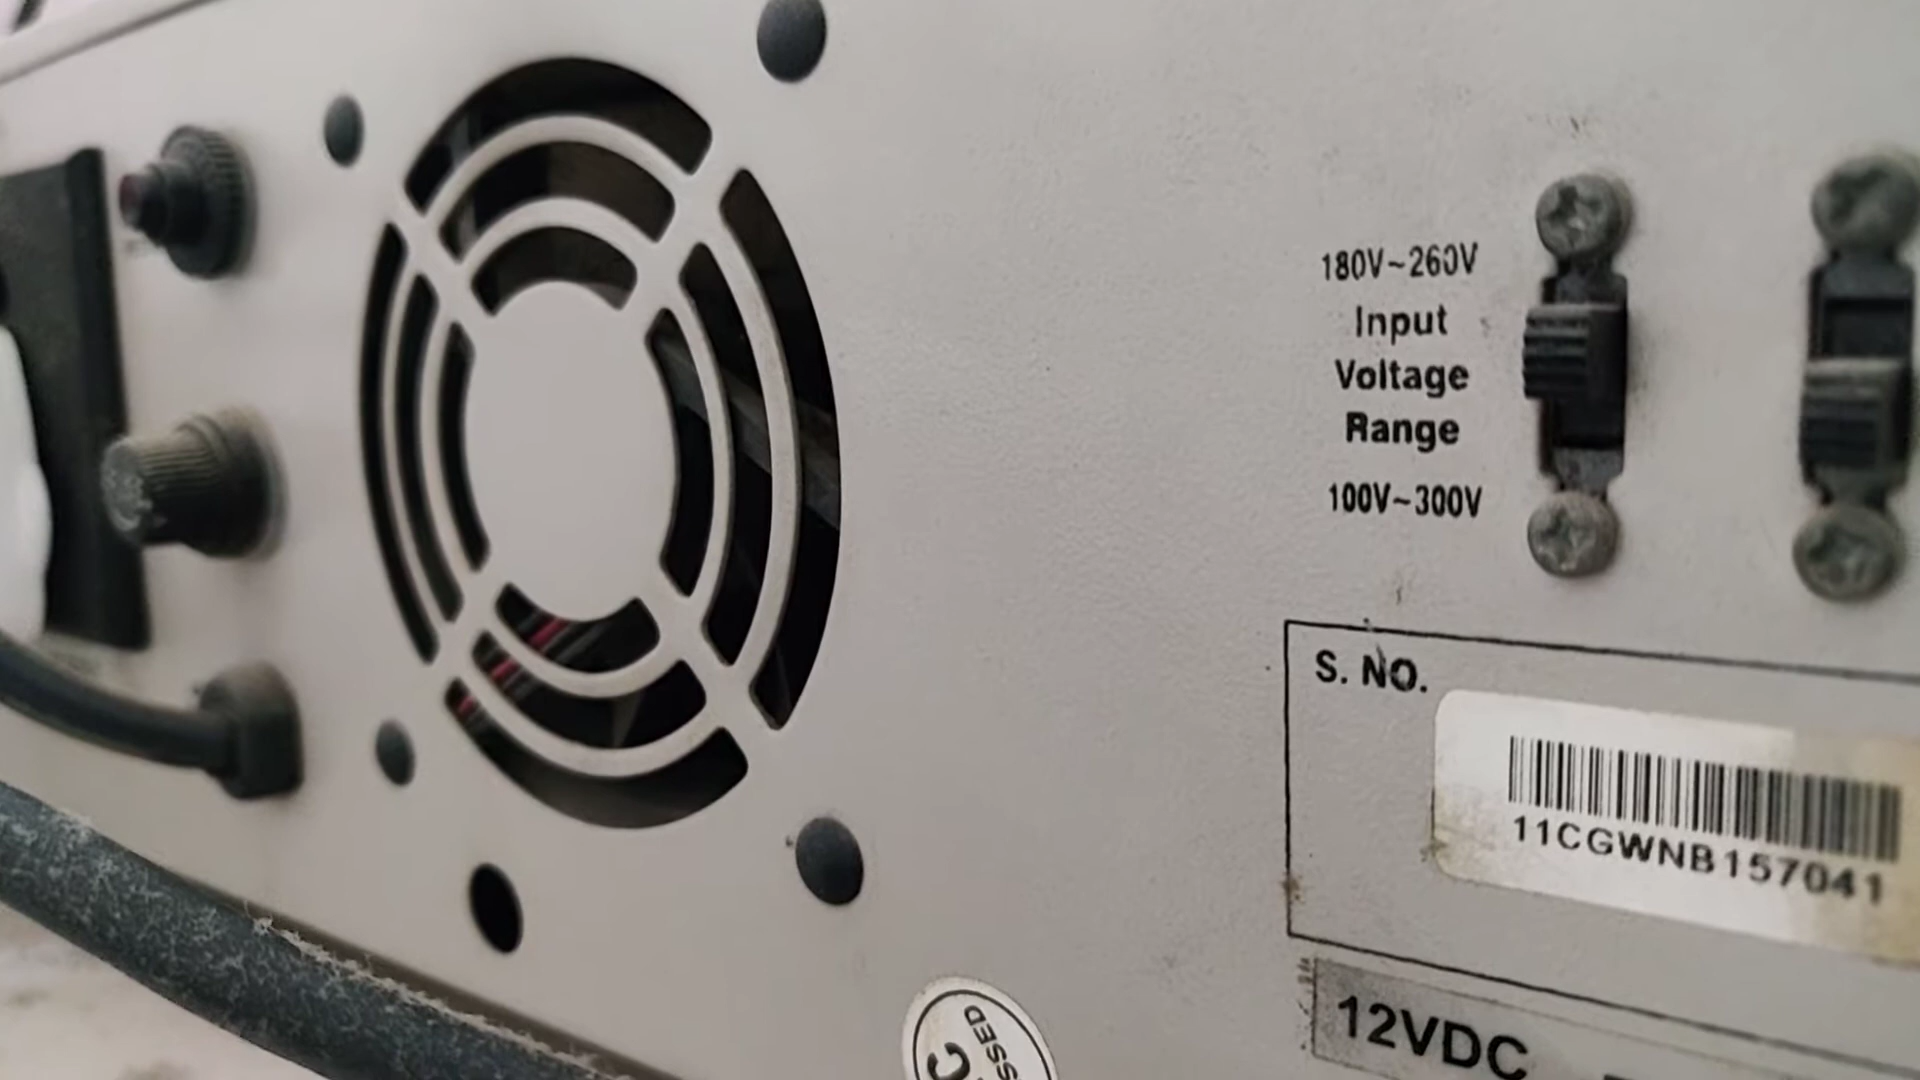 180V~260V
Input
Voltage
Range
100V~300V
S. NO.
11CGWNB157041
12VDC